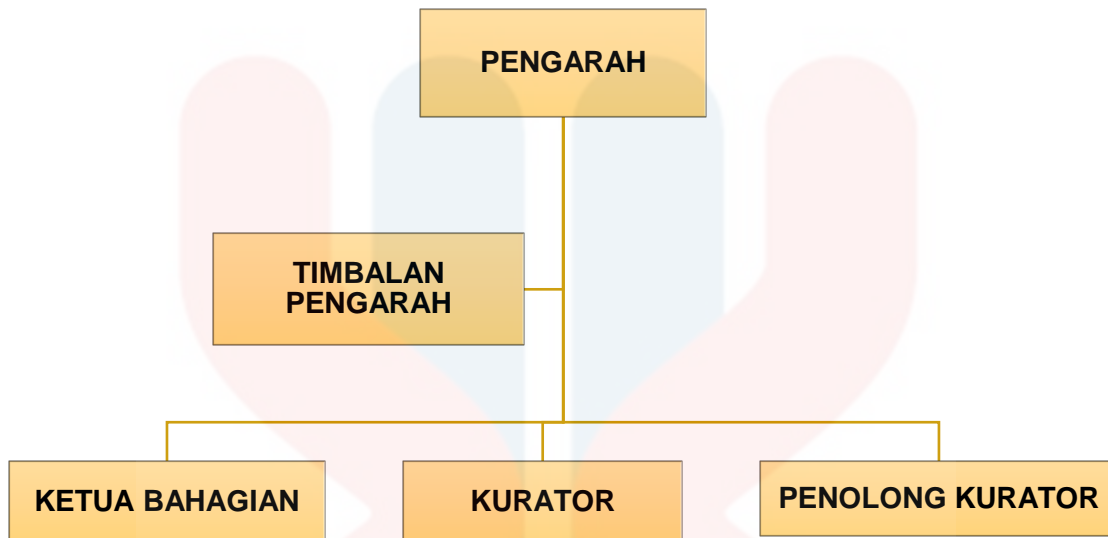 PENGARAH
TIMBALAN
PENGARAH
KETUA BAHAGIAN
KURATOR
PENOLONG KURATOR